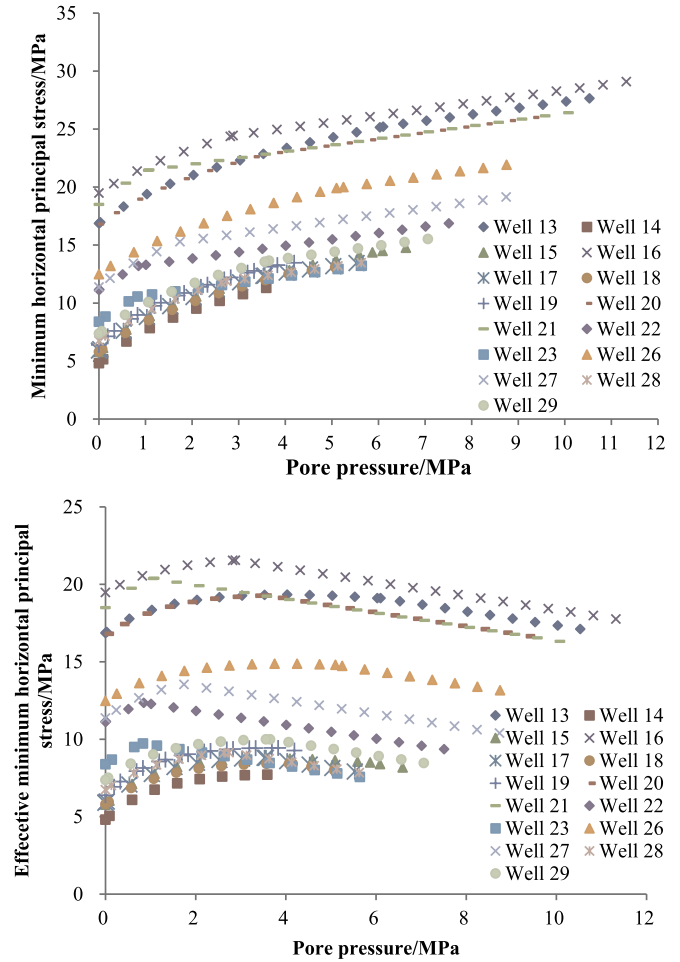 Minimum horizontal principal stress/MPa
35
30
25
20
15
10
5
0
0 1 2 3 4 5 6 7 8 9 10 11 12
Pore pressure/MPa
Well 13 Well 14
Well 15 Well 16
Well 17 Well 18
Well 19 Well 20
Well 21 Well 22
Well 23 Well 26
Well 27 Well 28
Well 29
Effecetive minimum horizontal principal
stress/MPa
25
20
15
10
5
0
0 2 4 6 8 10 12
Pore pressure/MPa
Well 13 Well 14
Well 15 Well 16
Well 17 Well 18
Well 19 Well 20
Well 21 Well 22
Well 23 Well 26
Well 27 Well 28
Well 29